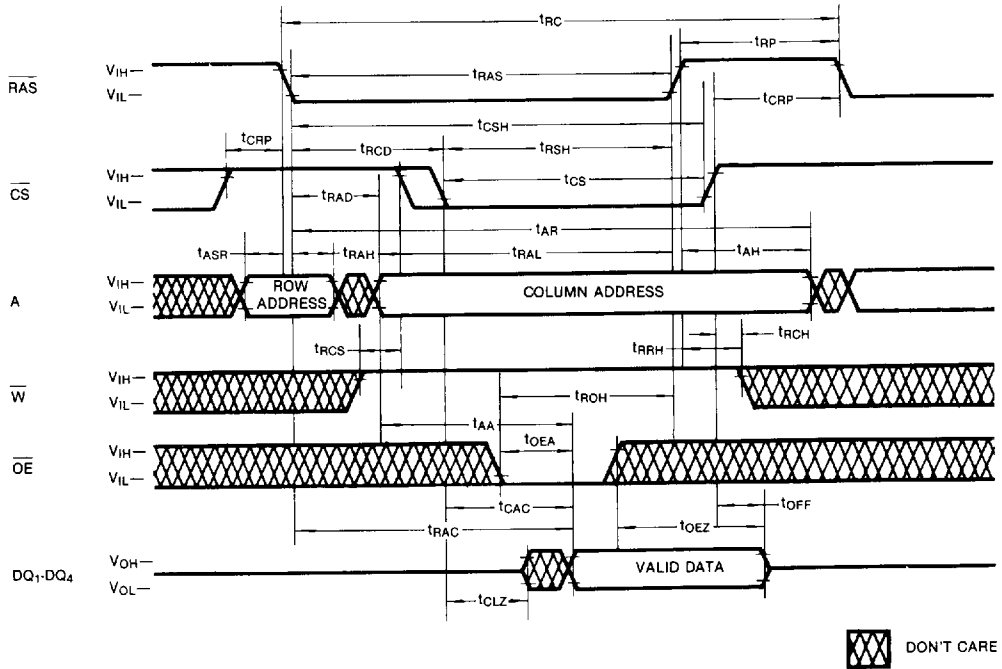 tRC
tRP
RAS
VIH
VIL
tRAS
tCRP
tCSH
tCRP
tRCD
tRSH
CS
VIH
VIL
tRAD
tCS
tAR
tASR
tRAH
tRAL
tAH
A
VIH
VIL
ROW
ADDRESS
COLUMN ADDRESS
tRCS
tRRH
tRCH
W
VIH
VIL
tROH
tAA
OE
VIH
VIL
tOEA
tCAC
tOFF
tRAC
tOEZ
DQ1-DQ4
VOH
VOL
VALID DATA
tCLZ
DON'T CARE